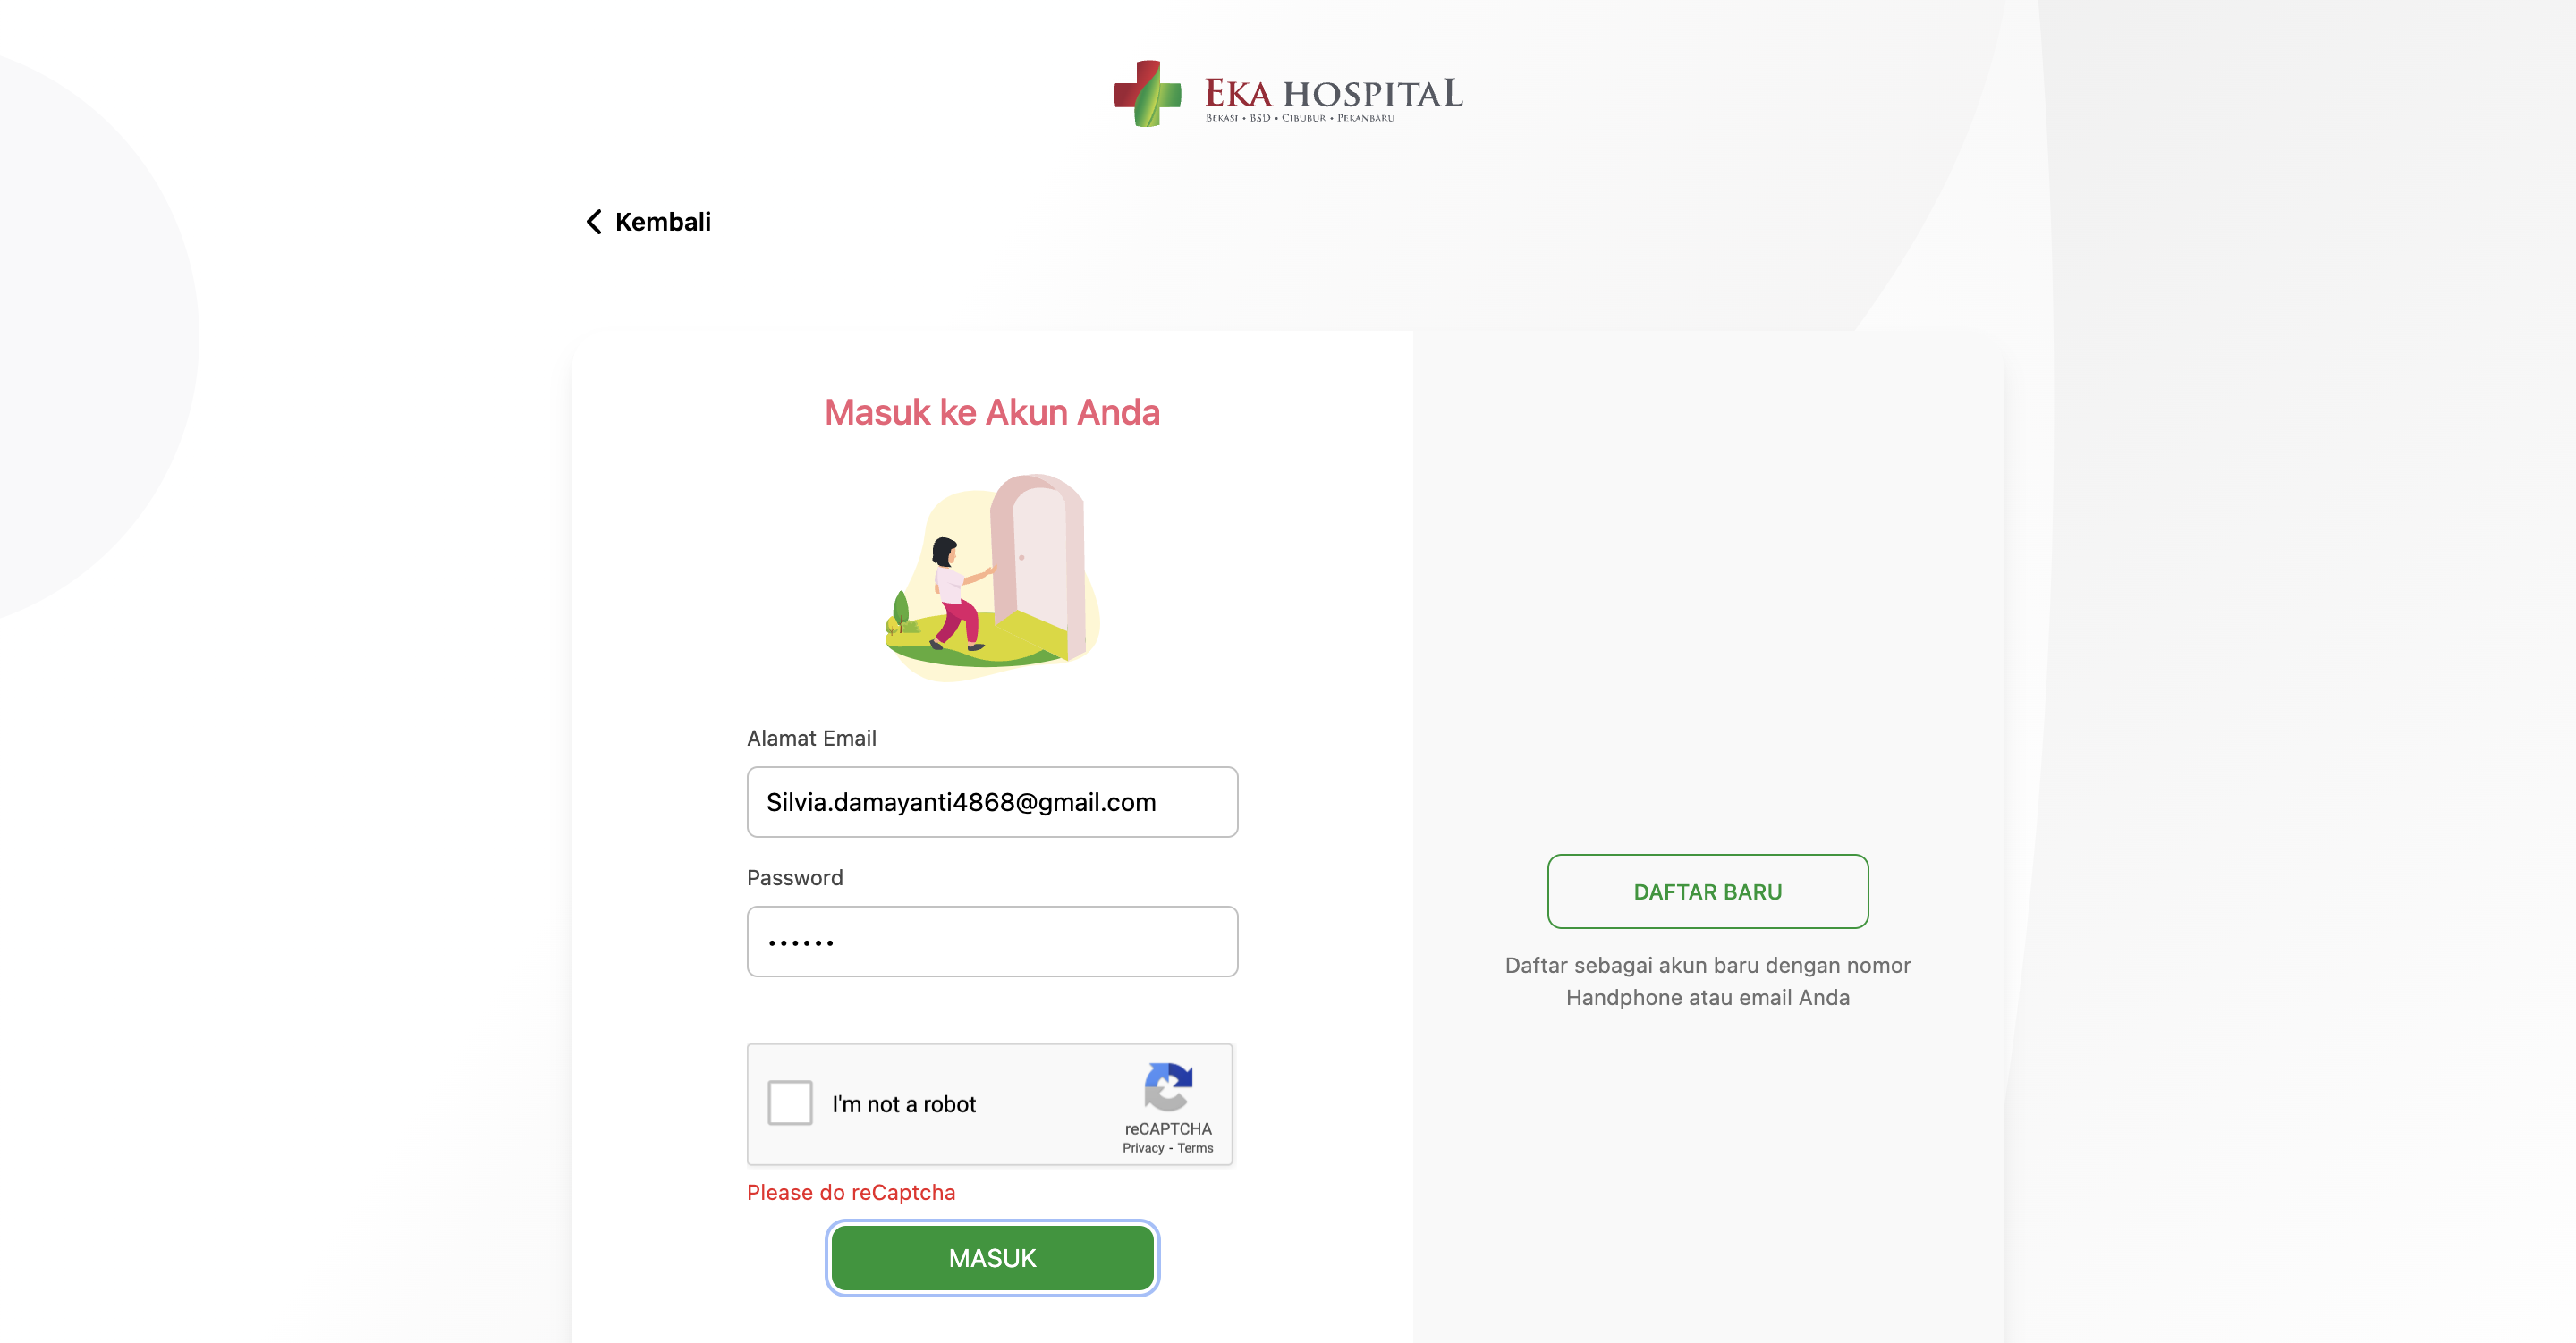 EKA HOSPITAL
BEKASI • BSD • CIBUBUR • PEKANBARU
Kembali
Masuk ke Akun Anda
Alamat Email
Silvia.damayanti4868@gmail.com
Password
••••••
I'm not a robot
reCAPTCHA
Privacy - Terms
Please do reCaptcha
MASUK
DAFTAR BARU
Daftar sebagai akun baru dengan nomor
Handphone atau email Anda